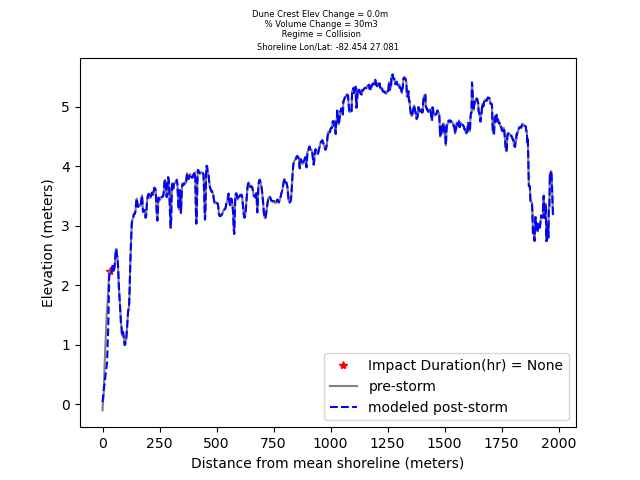 Dune Crest Elev Change = 0.0m
% Volume Change = 30m3
Regime = Collision
Shoreline Lon/Lat: -82.454 27.081
Elevation (meters)
5
4
3
2
1
0
Impact Duration(hr) = None
pre-storm
modeled post-storm
0 250 500 750 1000 1250 1500 1750 2000
Distance from mean shoreline (meters)